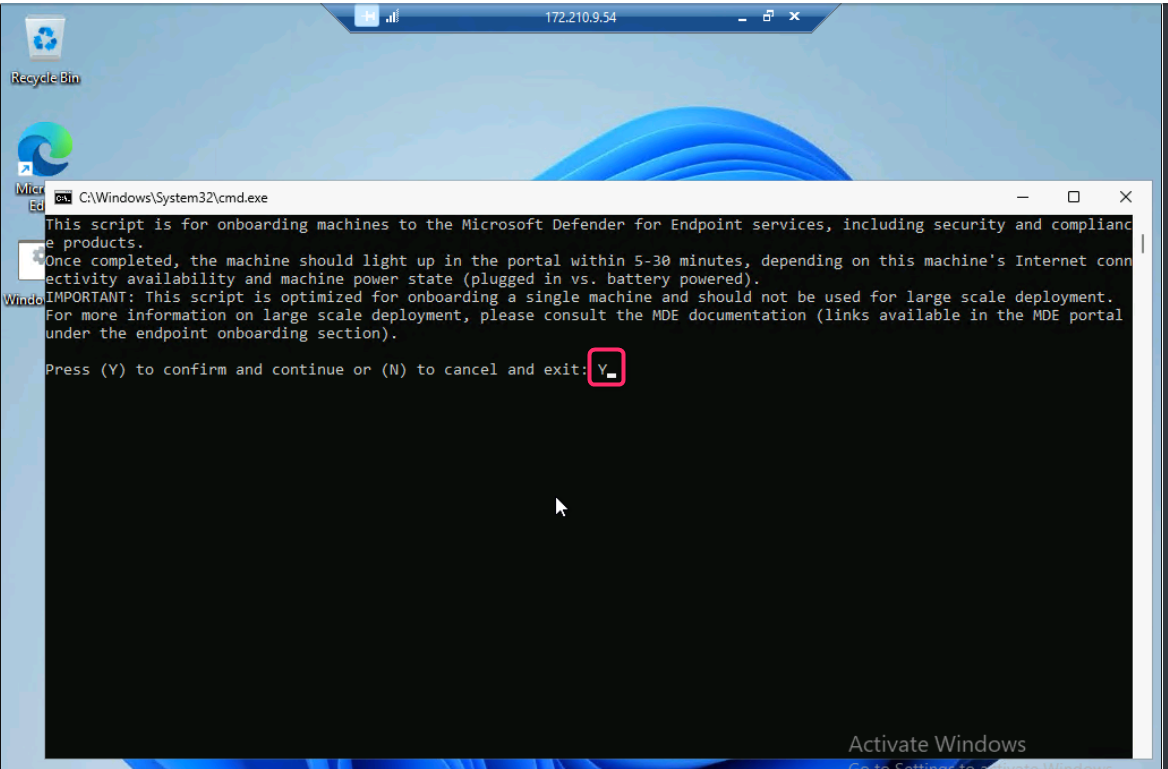 172.210.9.54
Recycle Bin
C:\Windows\System32\cmd.exe
This script is for onboarding machines to the Microsoft Defender for Endpoint services, including security and complianc
e products.
Once completed, the machine should light up in the portal within 5-30 minutes, depending on this machine's Internet conn
ectivity availability and machine power state (plugged in vs. battery powered).
IMPORTANT: This script is optimized for onboarding a single machine and should not be used for large scale deployment.
For more information on large scale deployment, please consult the MDE documentation (links available in the MDE portal
under the endpoint onboarding section).
Press (Y) to confirm and continue or (N) to cancel and exit: Y
Activate Windows
Go to Settings to activate Windows